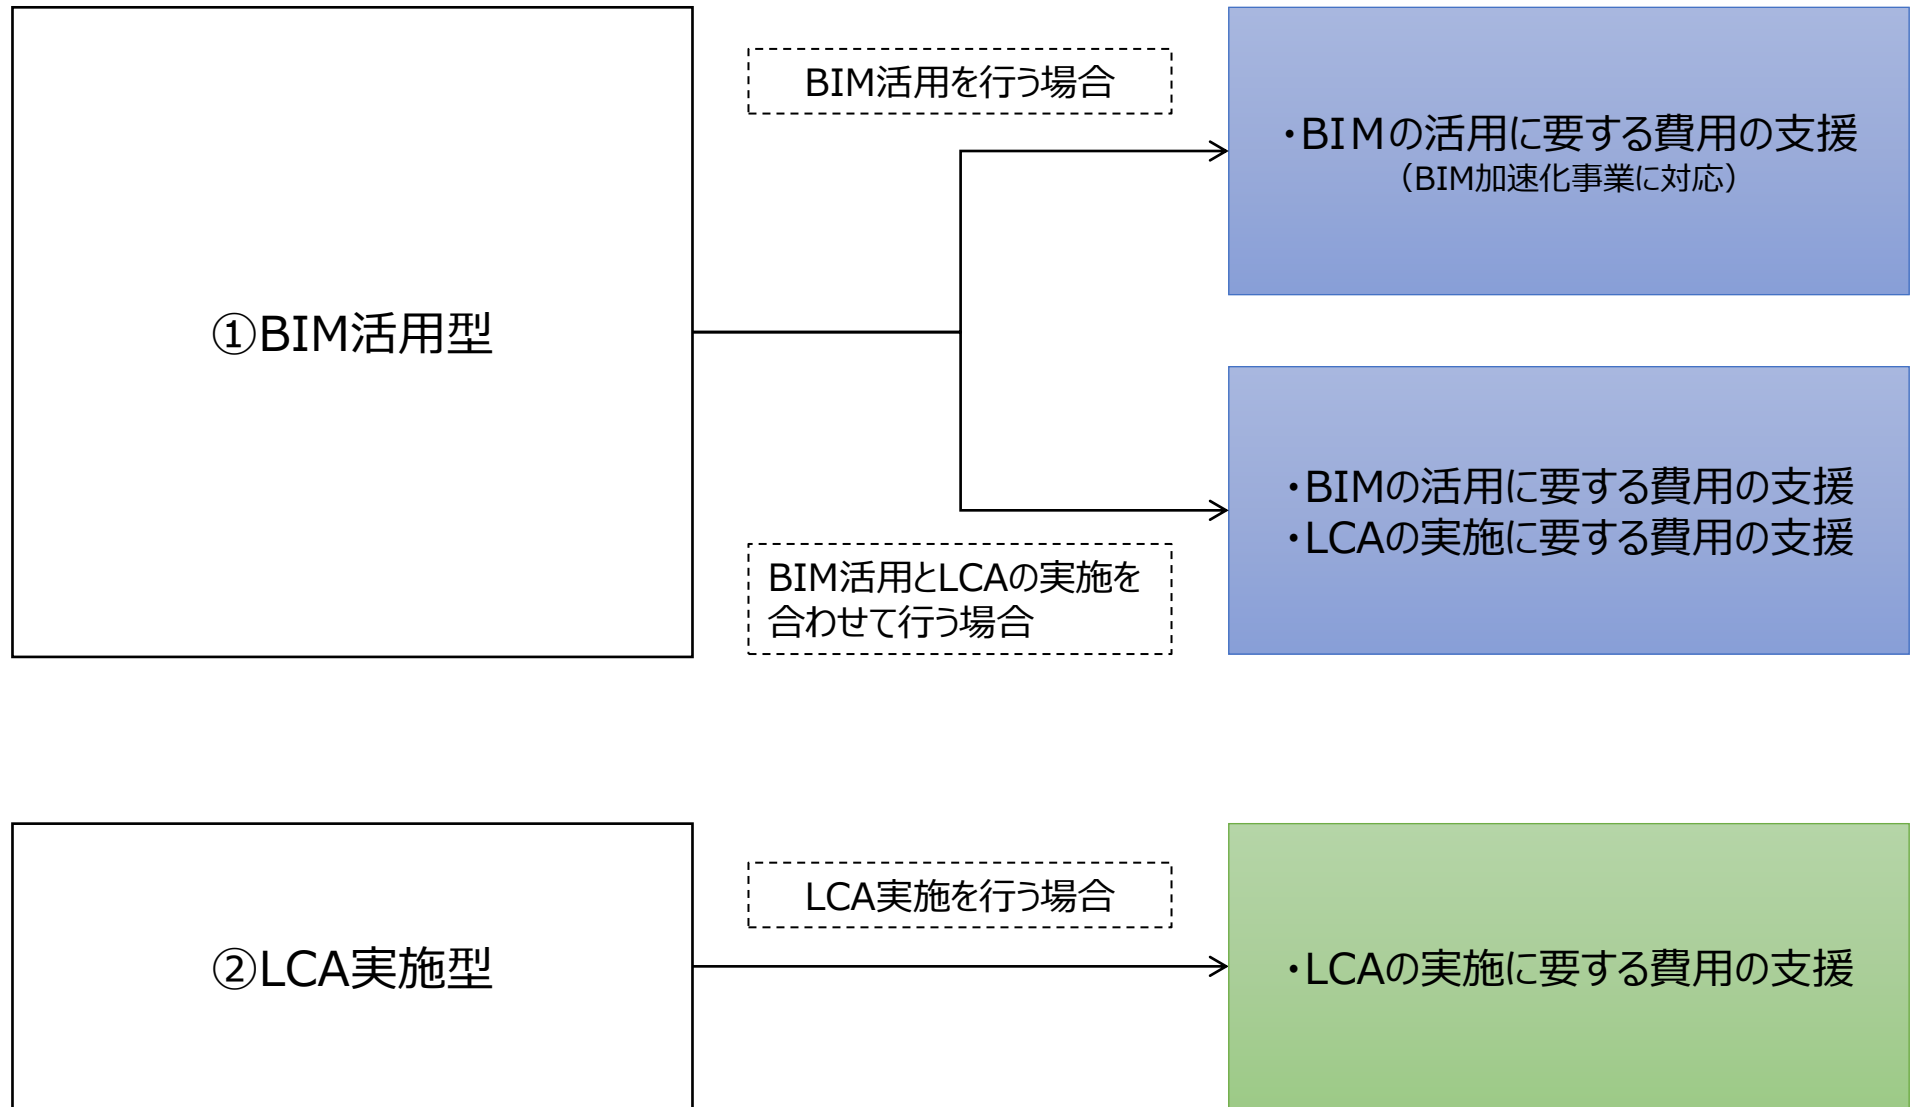 ①BIM活用型
BIM活用を行う場合
・BIMの活用に要する費用の支援
（BIM加速化事業に対応）
BIM活用とLCAの実施を
合わせて行う場合
・BIMの活用に要する費用の支援
・LCAの実施に要する費用の支援
②LCA実施型
LCA実施を行う場合
・LCAの実施に要する費用の支援